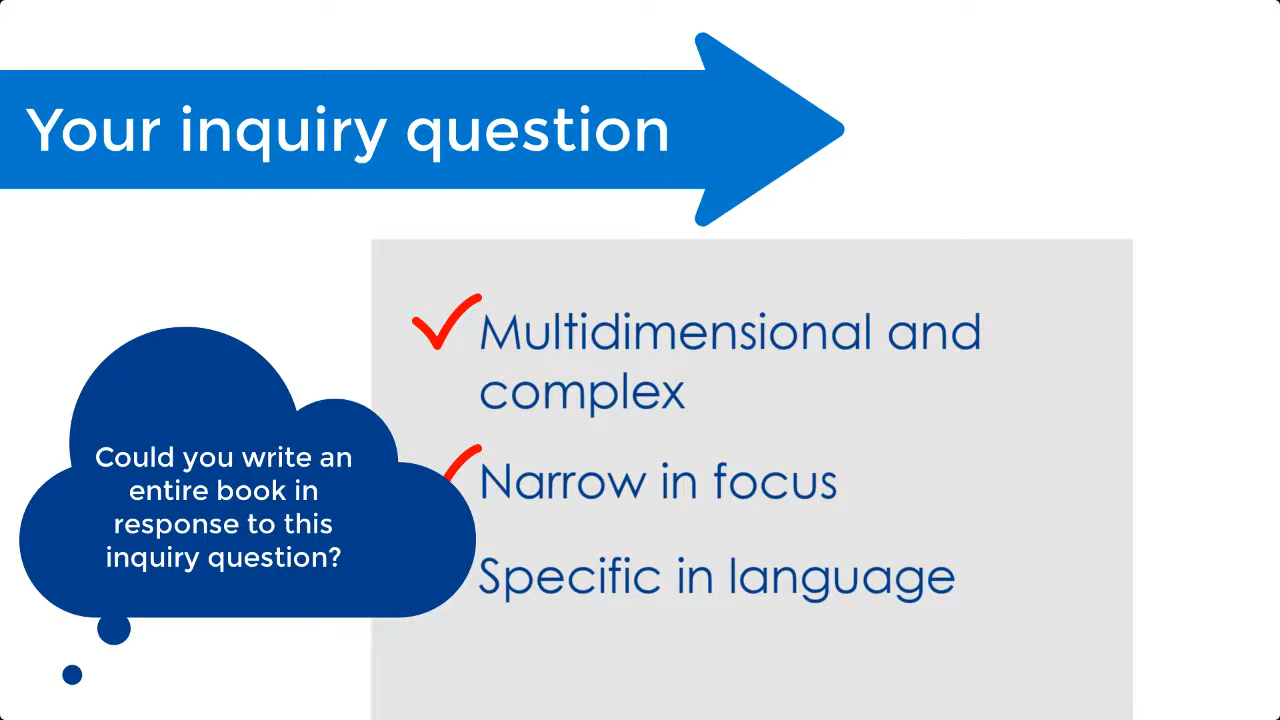 Your inquiry question
Multidimensional and
complex
Narrow in focus
Specific in language
Could you write an
entire book in
response to this
inquiry question?